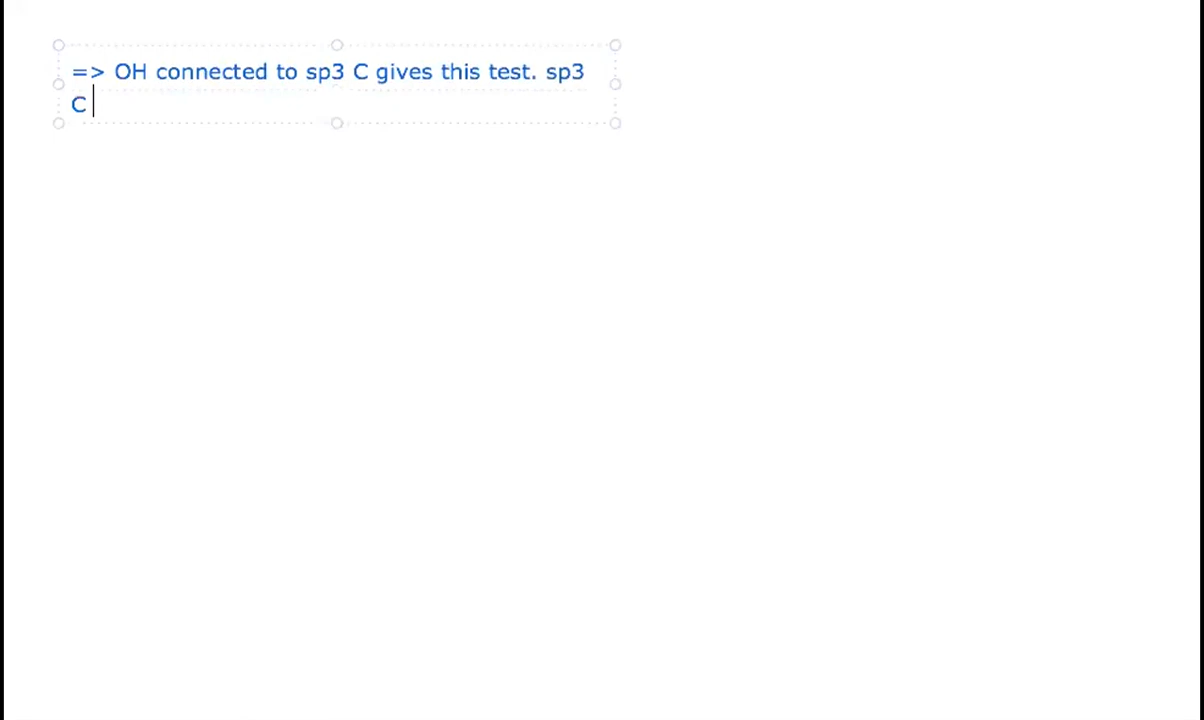 => OH connected to sp3 C gives this test. sp3
C